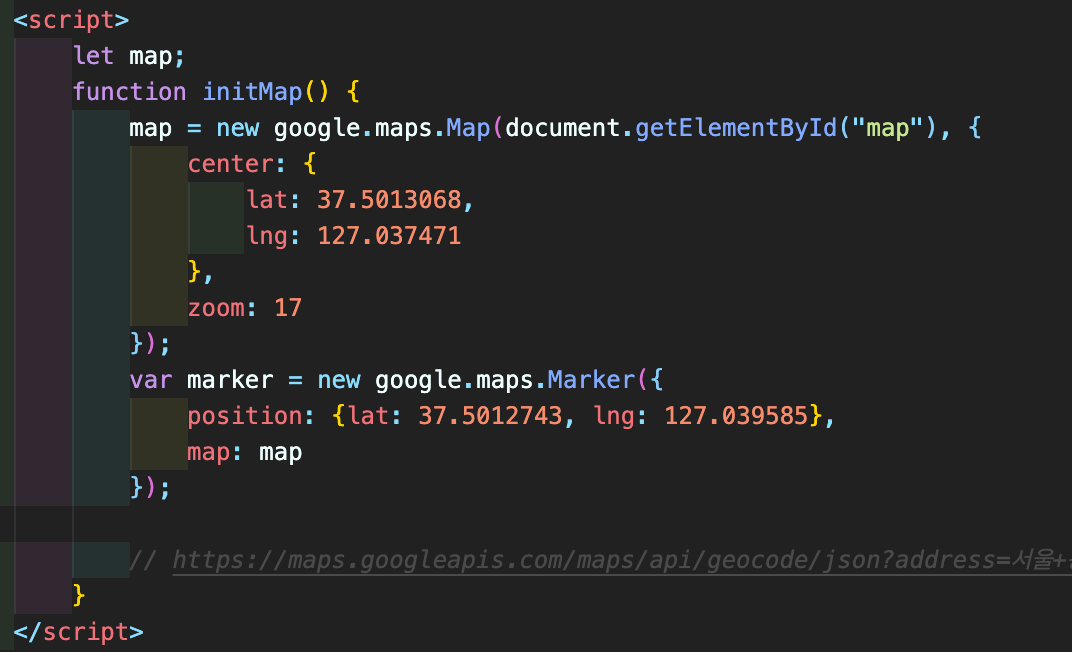 <script>
let map;
function initMap() {
map = new google.maps.Map(document.getElementById("map"), {
center: {
lat: 37.5013068,
lng: 127.037471
},
zoom: 17
});
var marker = new google.maps.Marker({
position: {lat: 37.5012743, lng: 127.039585},
map: map
});
// https://maps.googleapis.com/maps/api/geocode/json?address=서울+
}
</script>